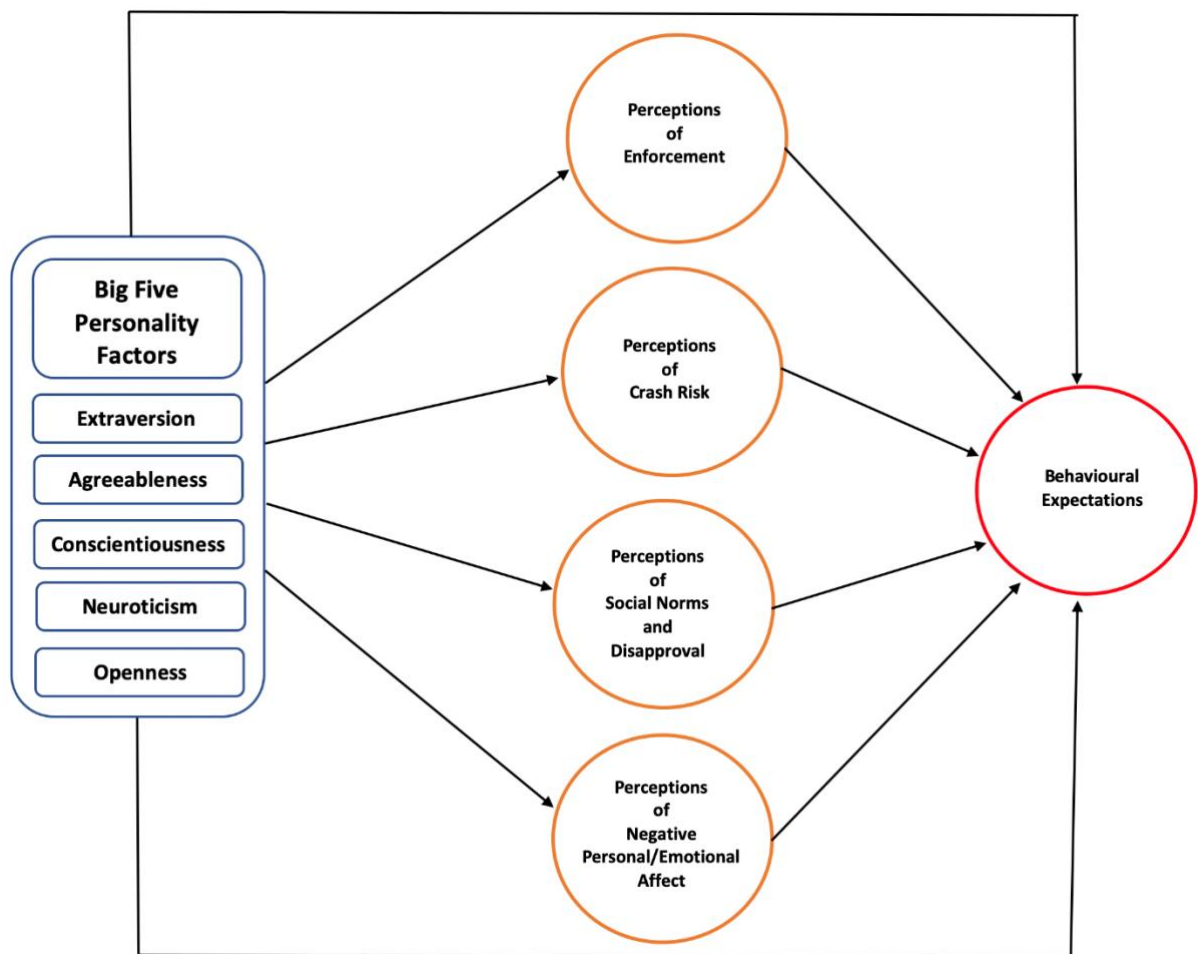 Big Five
Personality
Factors
Extraversion
Agreeableness
Conscientiousness
Neuroticism
Openness
Perceptions
of
Enforcement
Perceptions
of
Crash Risk
Perceptions
of
Social Norms
and
Disapproval
Perceptions
of
Negative
Personal/Emotional
Affect
Behavioural
Expectations